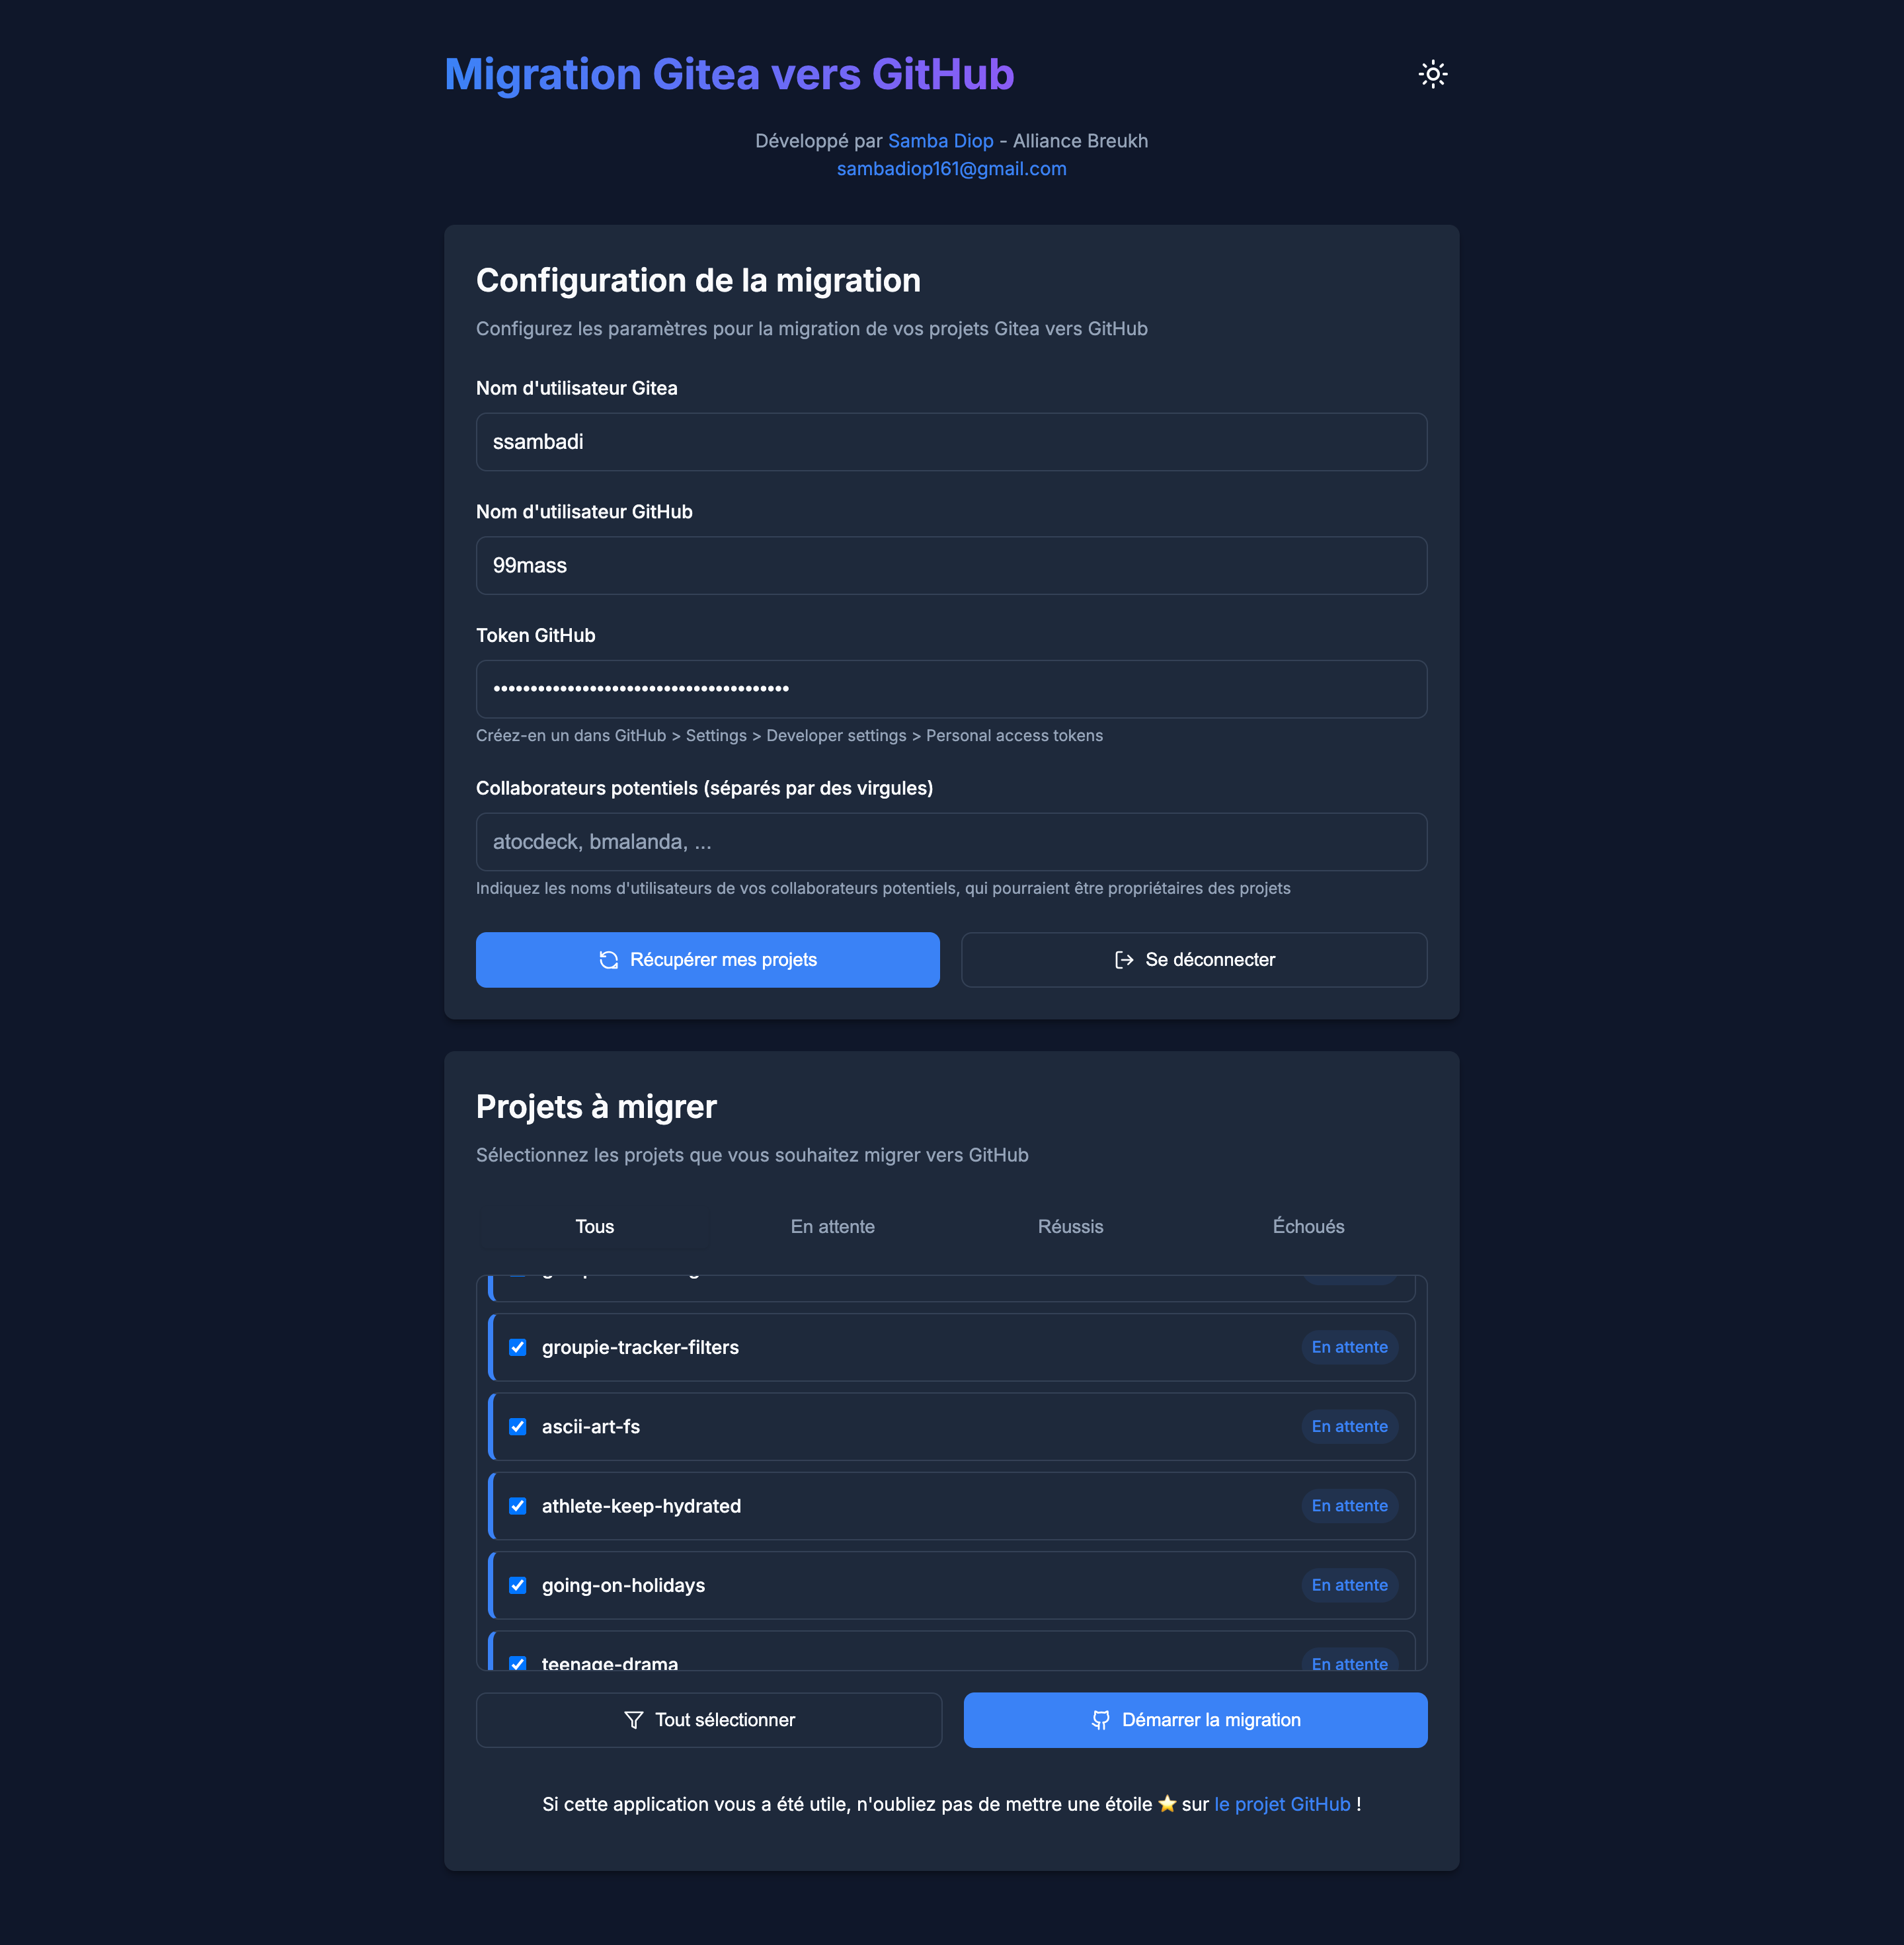 Migration Gitea vers GitHub
Développé par Samba Diop - Alliance Breukh
sambadiop161@gmail.com
Configuration de la migration
Configurez les paramètres pour la migration de vos projets Gitea vers GitHub
Nom d'utilisateur Gitea
ssambadi
Nom d'utilisateur GitHub
99mass
Token GitHub
••••••••••••••••••••••••••••••••••••••••
Créez-en un dans GitHub > Settings > Developer settings > Personal access tokens
Collaborateurs potentiels (séparés par des virgules)
atocdeck, bmalanda, ...
Indiquez les noms d'utilisateurs de vos collaborateurs potentiels, qui pourraient être propriétaires des projets
Récupérer mes projets
Se déconnecter
Projets à migrer
Sélectionnez les projets que vous souhaitez migrer vers GitHub
Tous En attente Réussis Échoués
groupie-tracker-filters En attente
ascii-art-fs En attente
athlete-keep-hydrated En attente
going-on-holidays En attente
teenage-drama En attente
Tout sélectionner
Démarrer la migration
Si cette application vous a été utile, n'oubliez pas de mettre une étoile ⭐ sur le projet GitHub !